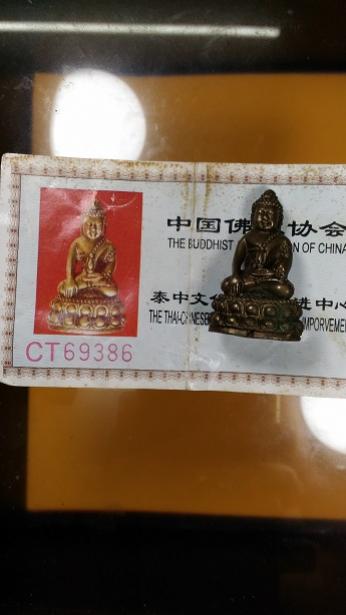 中国佛 协会
THE BUDDHIST ON OF CHINA
泰中文 进中心
THE THAI-CHINESE IMPORVEME
CT69386